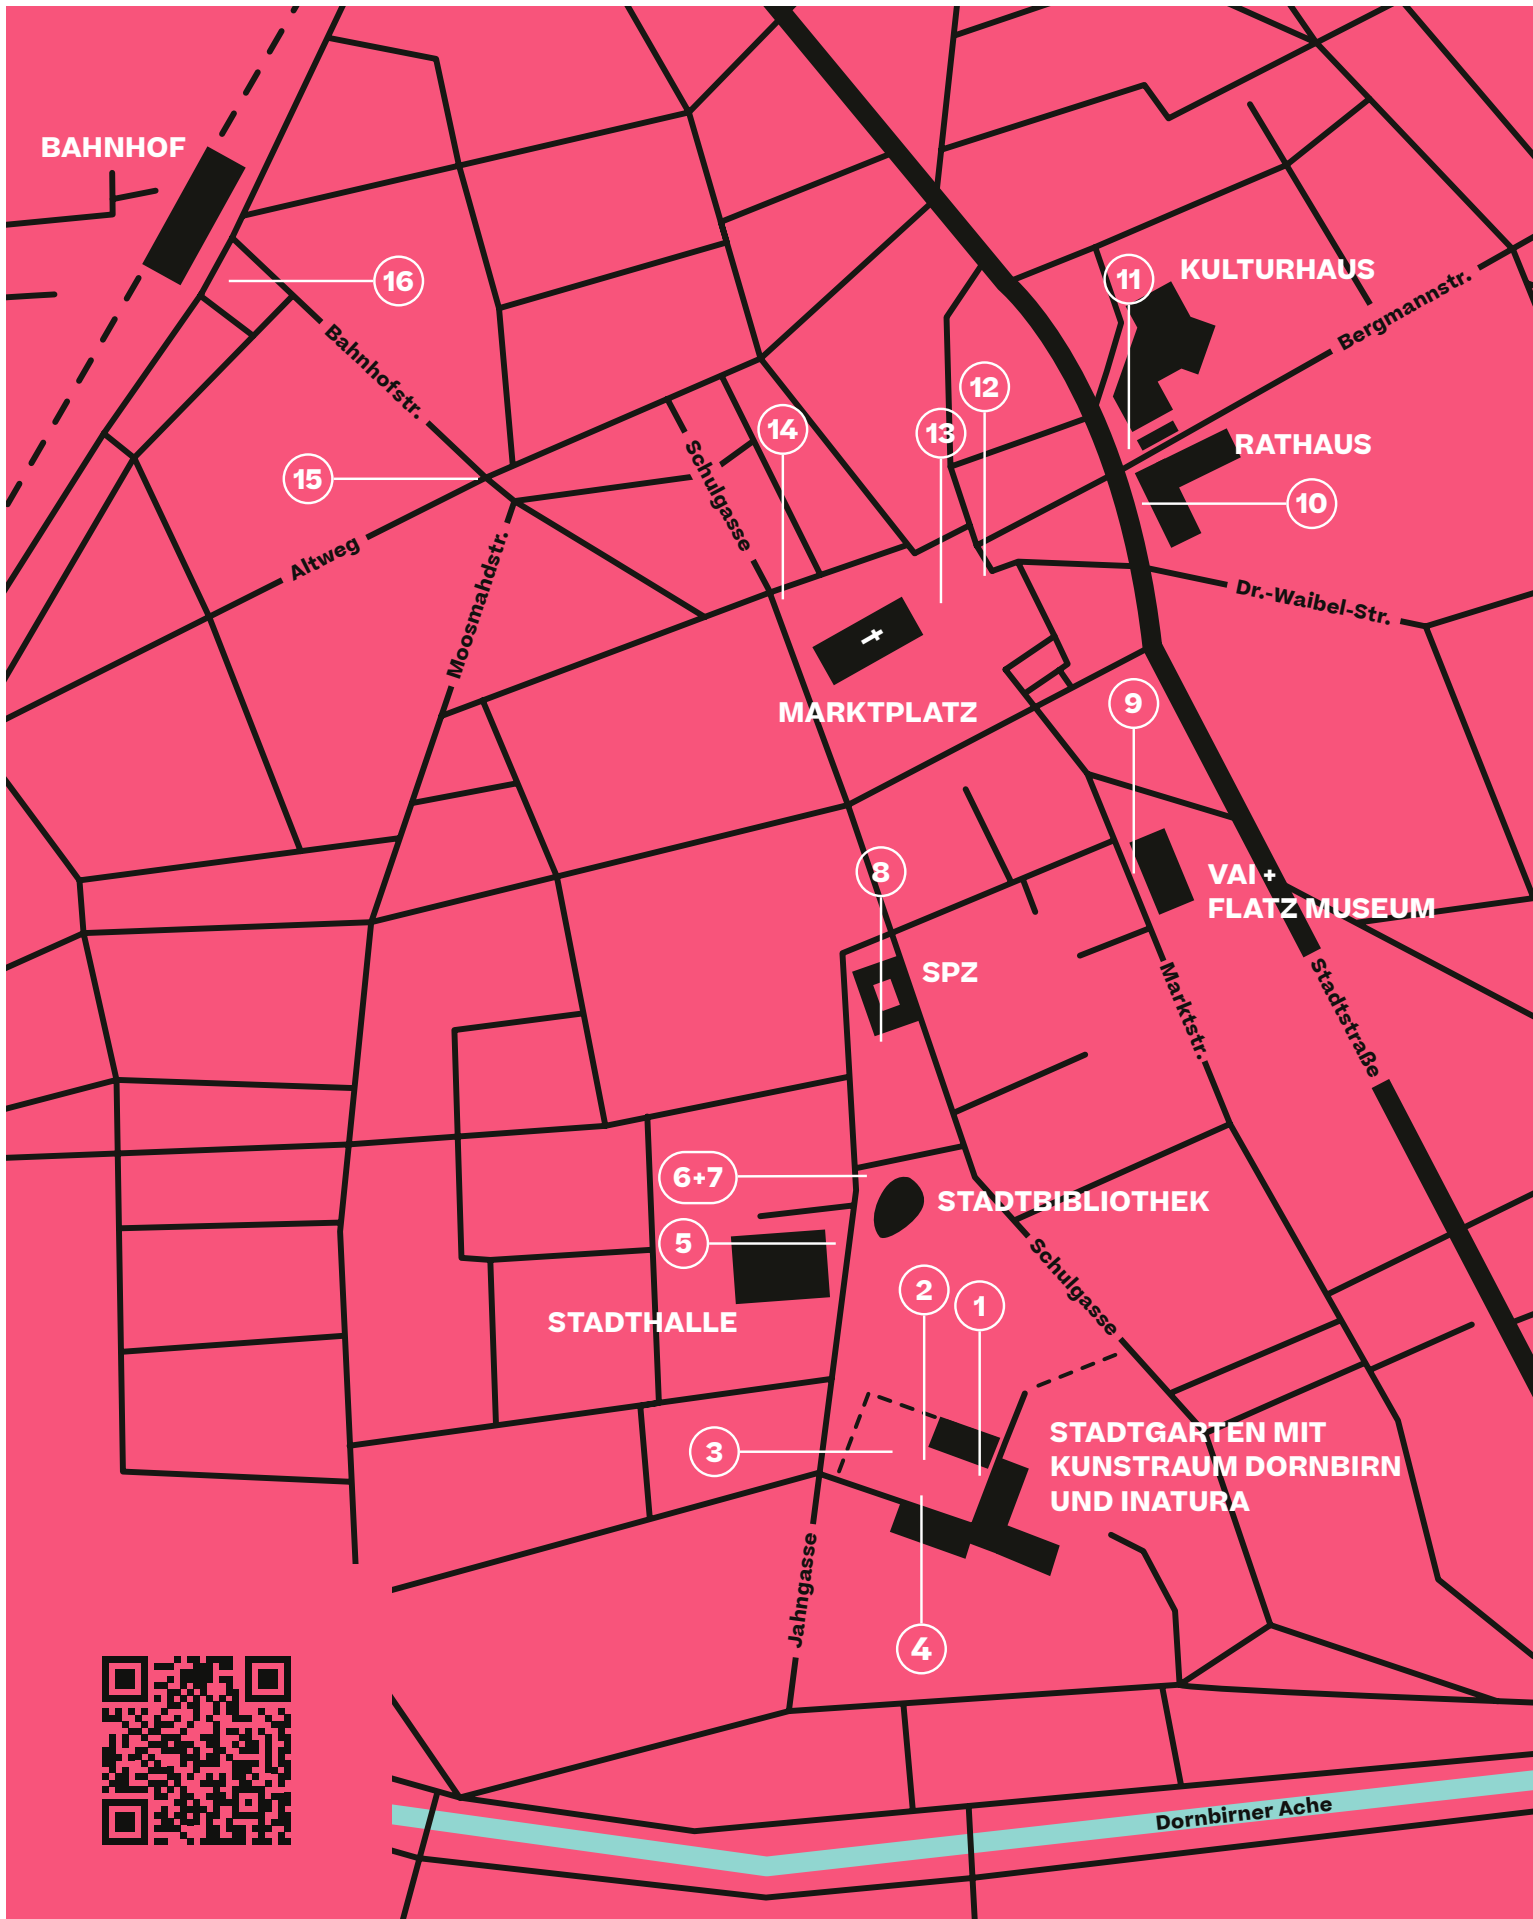 BAHNHOF
16
11
KULTURHAUS
Bergmannstr.
Bahnhofstr.
12
14
13
RATHAUS
15
Schulgasse
10
Altweg
Moosmahdstr.
Dr.-Waibel-Str.
MARKTPLATZ
9
8
VAI +
FLATZ MUSEUM
SPZ
Marktstr.
Stadtstraße
6+7
STADTBIBLIOTHEK
5
Schulgasse
2
1
STADTHALLE
3
STADTGARTEN MIT
KUNSTRAUM DORNBIRN
UND INATURA
Jahngasse
4
Dornbirner Ache